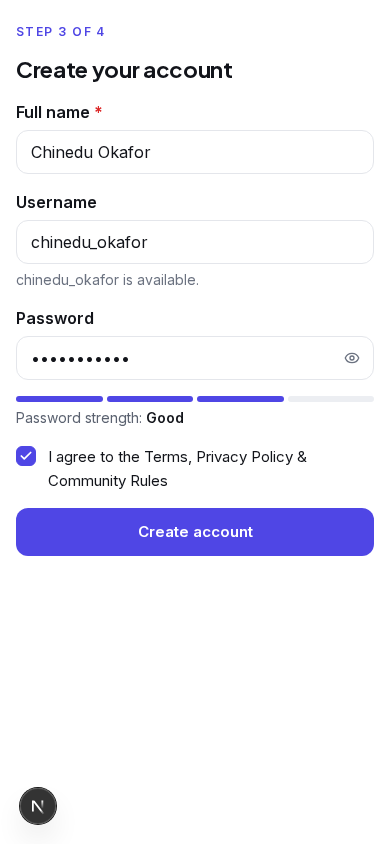 STEP 3 OF 4
Create your account
Full name *
Chinedu Okafor
Username
chinedu_okafor
chinedu_okafor is available.
Password
•••••••••••
Password strength: Good
I agree to the Terms, Privacy Policy &
Community Rules
Create account
N